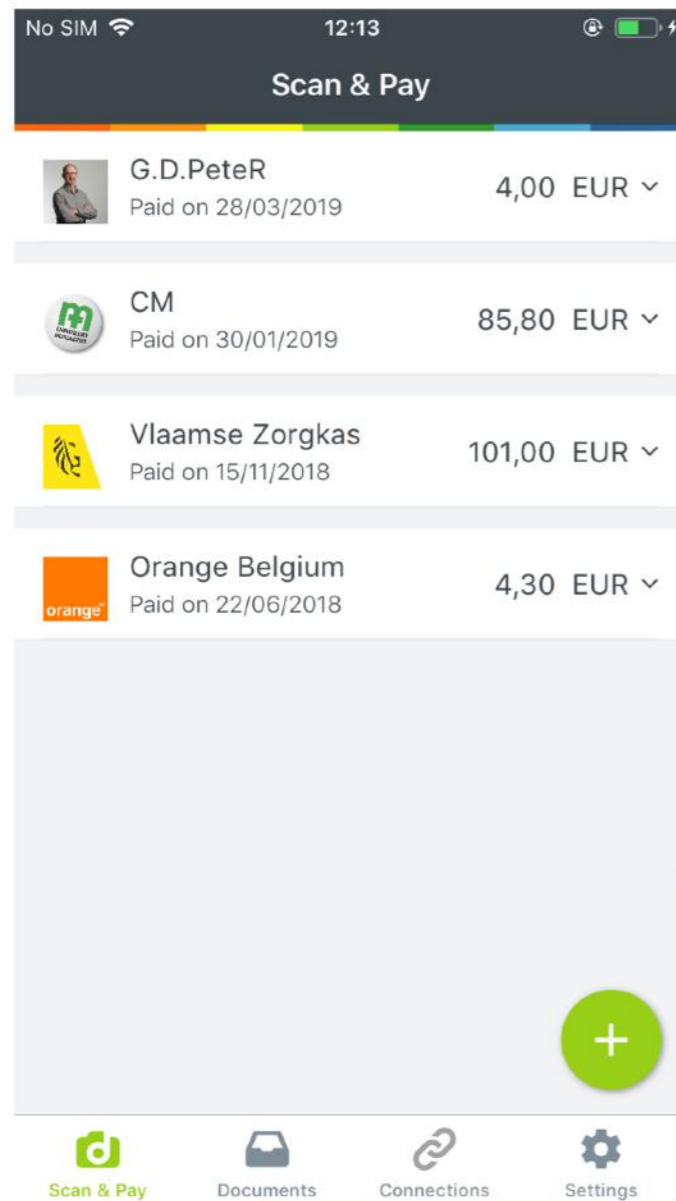 No SIM 12:13
Scan & Pay
G.D.PeteR
Paid on 28/03/2019
4,00 EUR
CM
Paid on 30/01/2019
85,80 EUR
Vlaamse Zorgkas
Paid on 15/11/2018
101,00 EUR
orange
Orange Belgium
Paid on 22/06/2018
4,30 EUR
Scan & Pay Documents Connections Settings